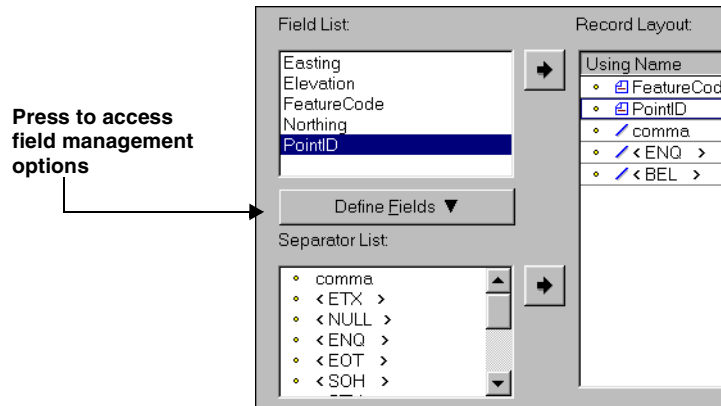 Field List:
Record Layout:
Easting
Elevation
FeatureCode
Northing
PointID
Using Name
FeatureCod
PointID
comma
< ENQ >
< BEL >
Press to access
field management
options
Define Fields ▼
Separator List:
comma
< ETX >
< NULL >
< ENQ >
< EOT >
< SOH >